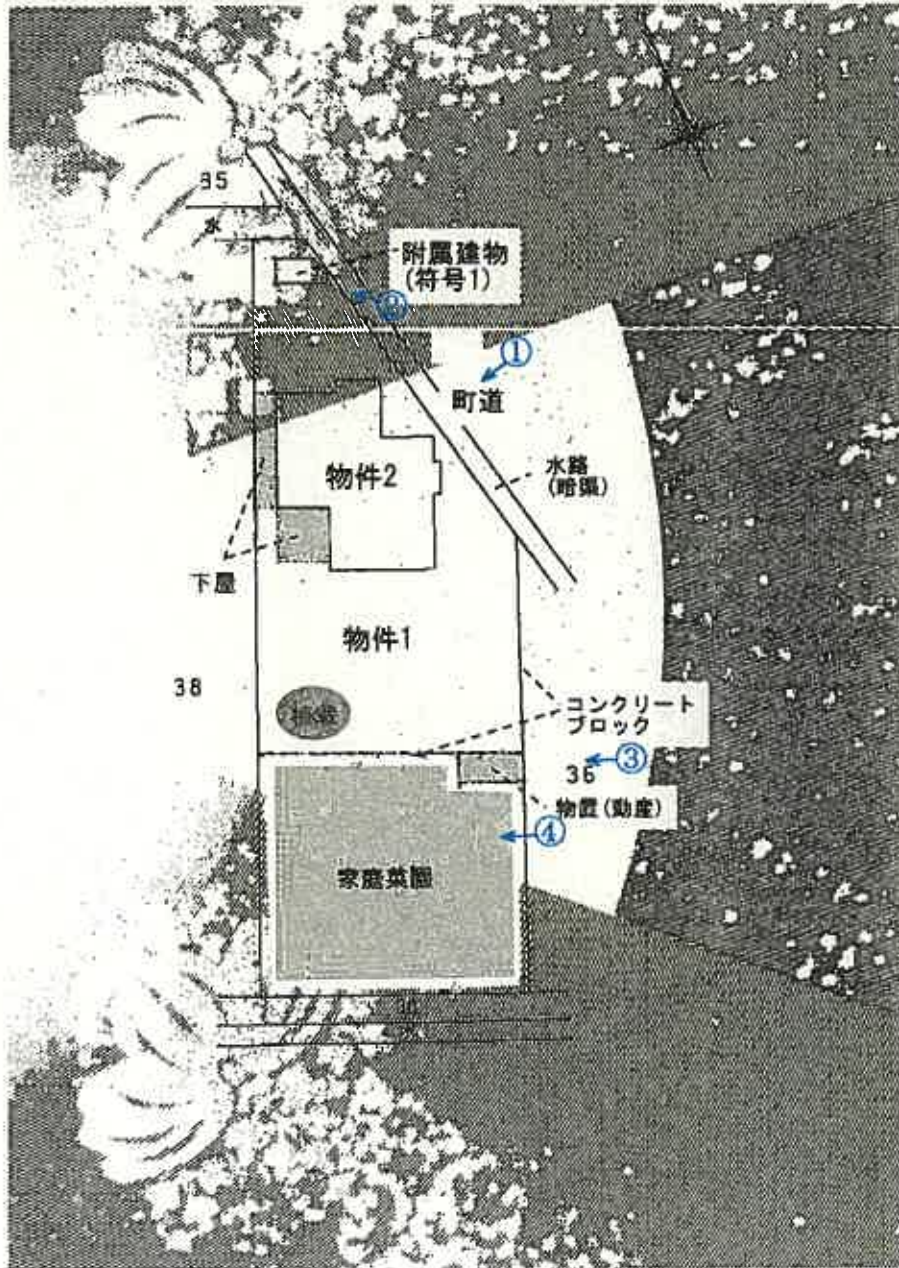 35
水
附属建物
(符号1)
②
①
町道
物件2
水路
(暗渠)
下屋
物件1
38
植栽
コンクリート
ブロック
③
36
物置(動産)
④
家庭菜園